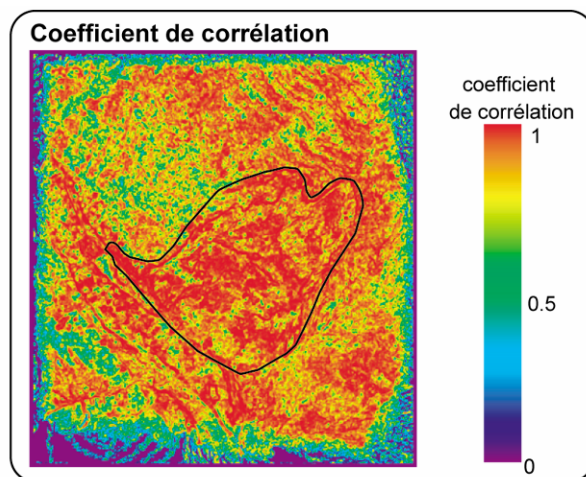 Coefficient de corrélation
coefficient
de corrélation
1
0.5
0